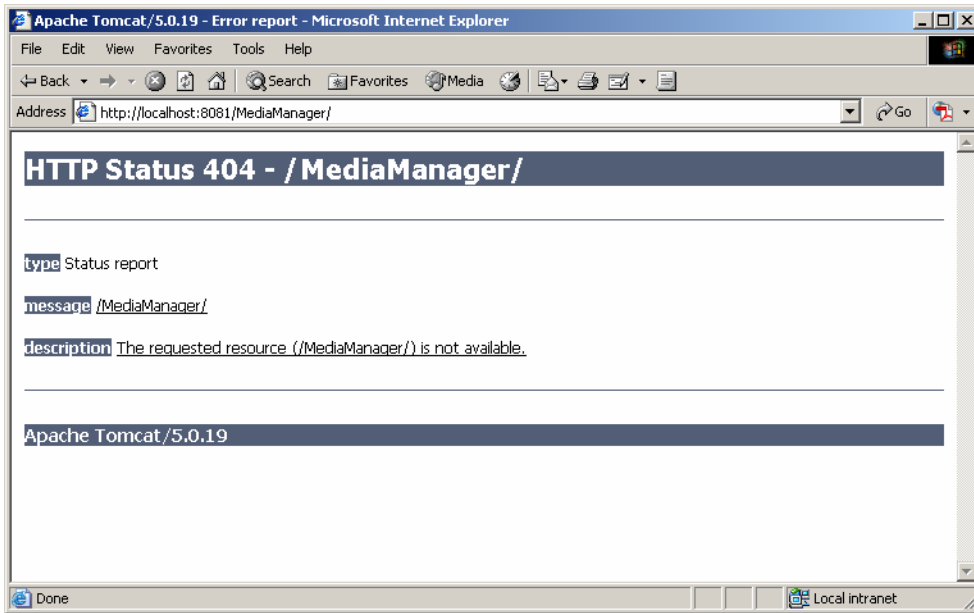 Apache Tomcat/5.0.19 - Error report - Microsoft Internet Explorer
File Edit View Favorites Tools Help
Back Search Favorites Media
Address http://localhost:8081/MediaManager/ Go
HTTP Status 404 - /MediaManager/
type Status report
message /MediaManager/
description The requested resource (/MediaManager/) is not available.
Apache Tomcat/5.0.19
Done Local intranet